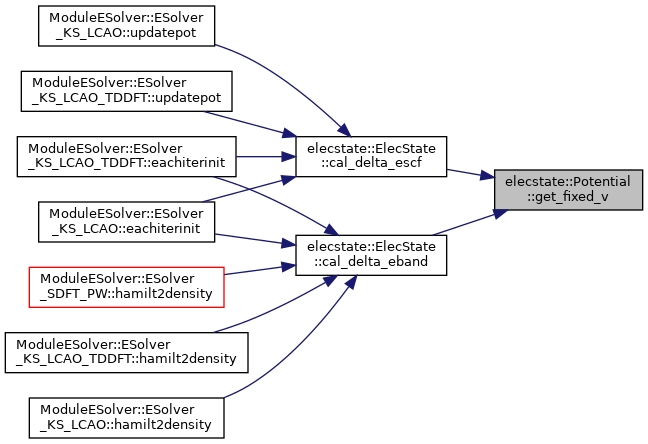 ModuleESolver::ESolver
_KS_LCAO::updatepot
ModuleESolver::ESolver
_KS_LCAO_TDDFT::updatepot
ModuleESolver::ESolver
_KS_LCAO_TDDFT::eachiterinit
ModuleESolver::ESolver
_KS_LCAO::eachiterinit
ModuleESolver::ESolver
_SDFT_PW::hamilt2density
ModuleESolver::ESolver
_KS_LCAO_TDDFT::hamilt2density
ModuleESolver::ESolver
_KS_LCAO::hamilt2density
elecstate::ElecState
::cal_delta_escf
elecstate::ElecState
::cal_delta_eband
elecstate::Potential
::get_fixed_v